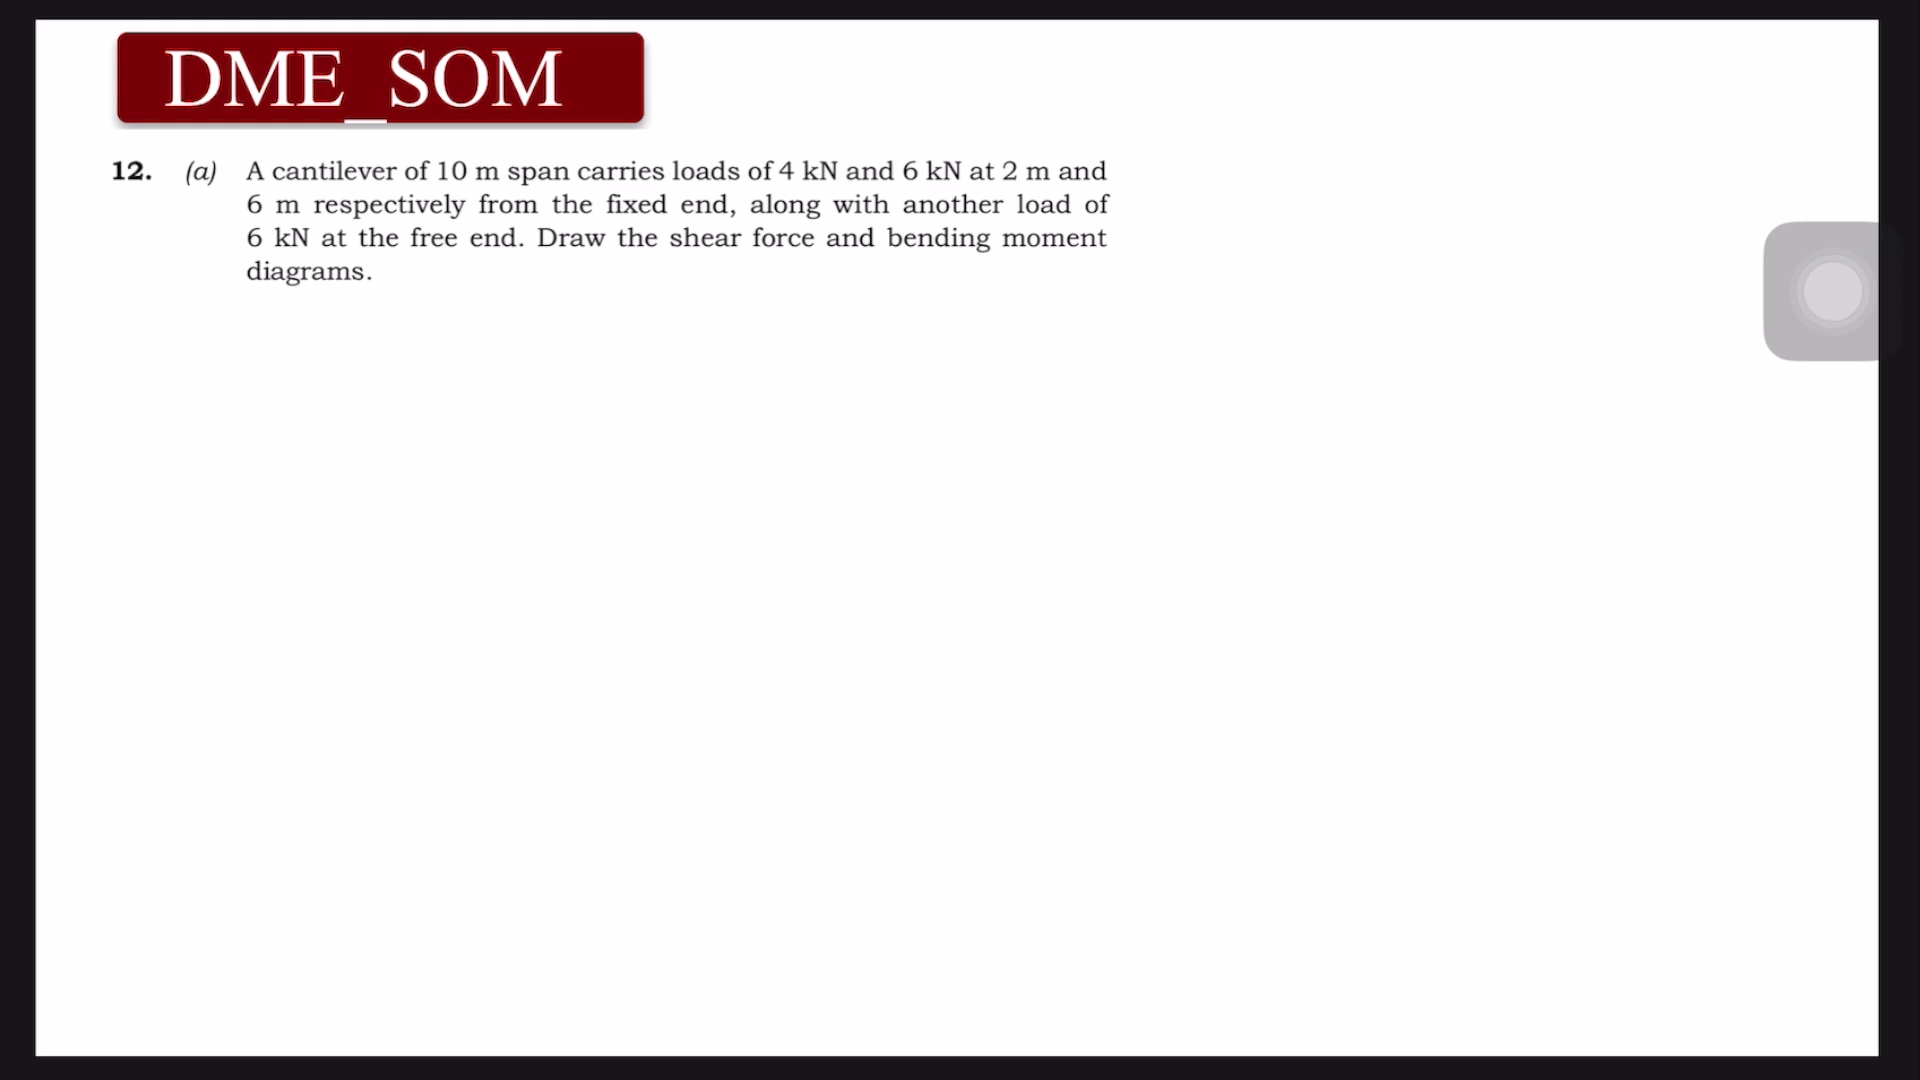 DME_SOM
12. (a) A cantilever of 10 m span carries loads of 4 kN and 6 kN at 2 m and
6 m respectively from the fixed end, along with another load of
6 kN at the free end. Draw the shear force and bending moment
diagrams.